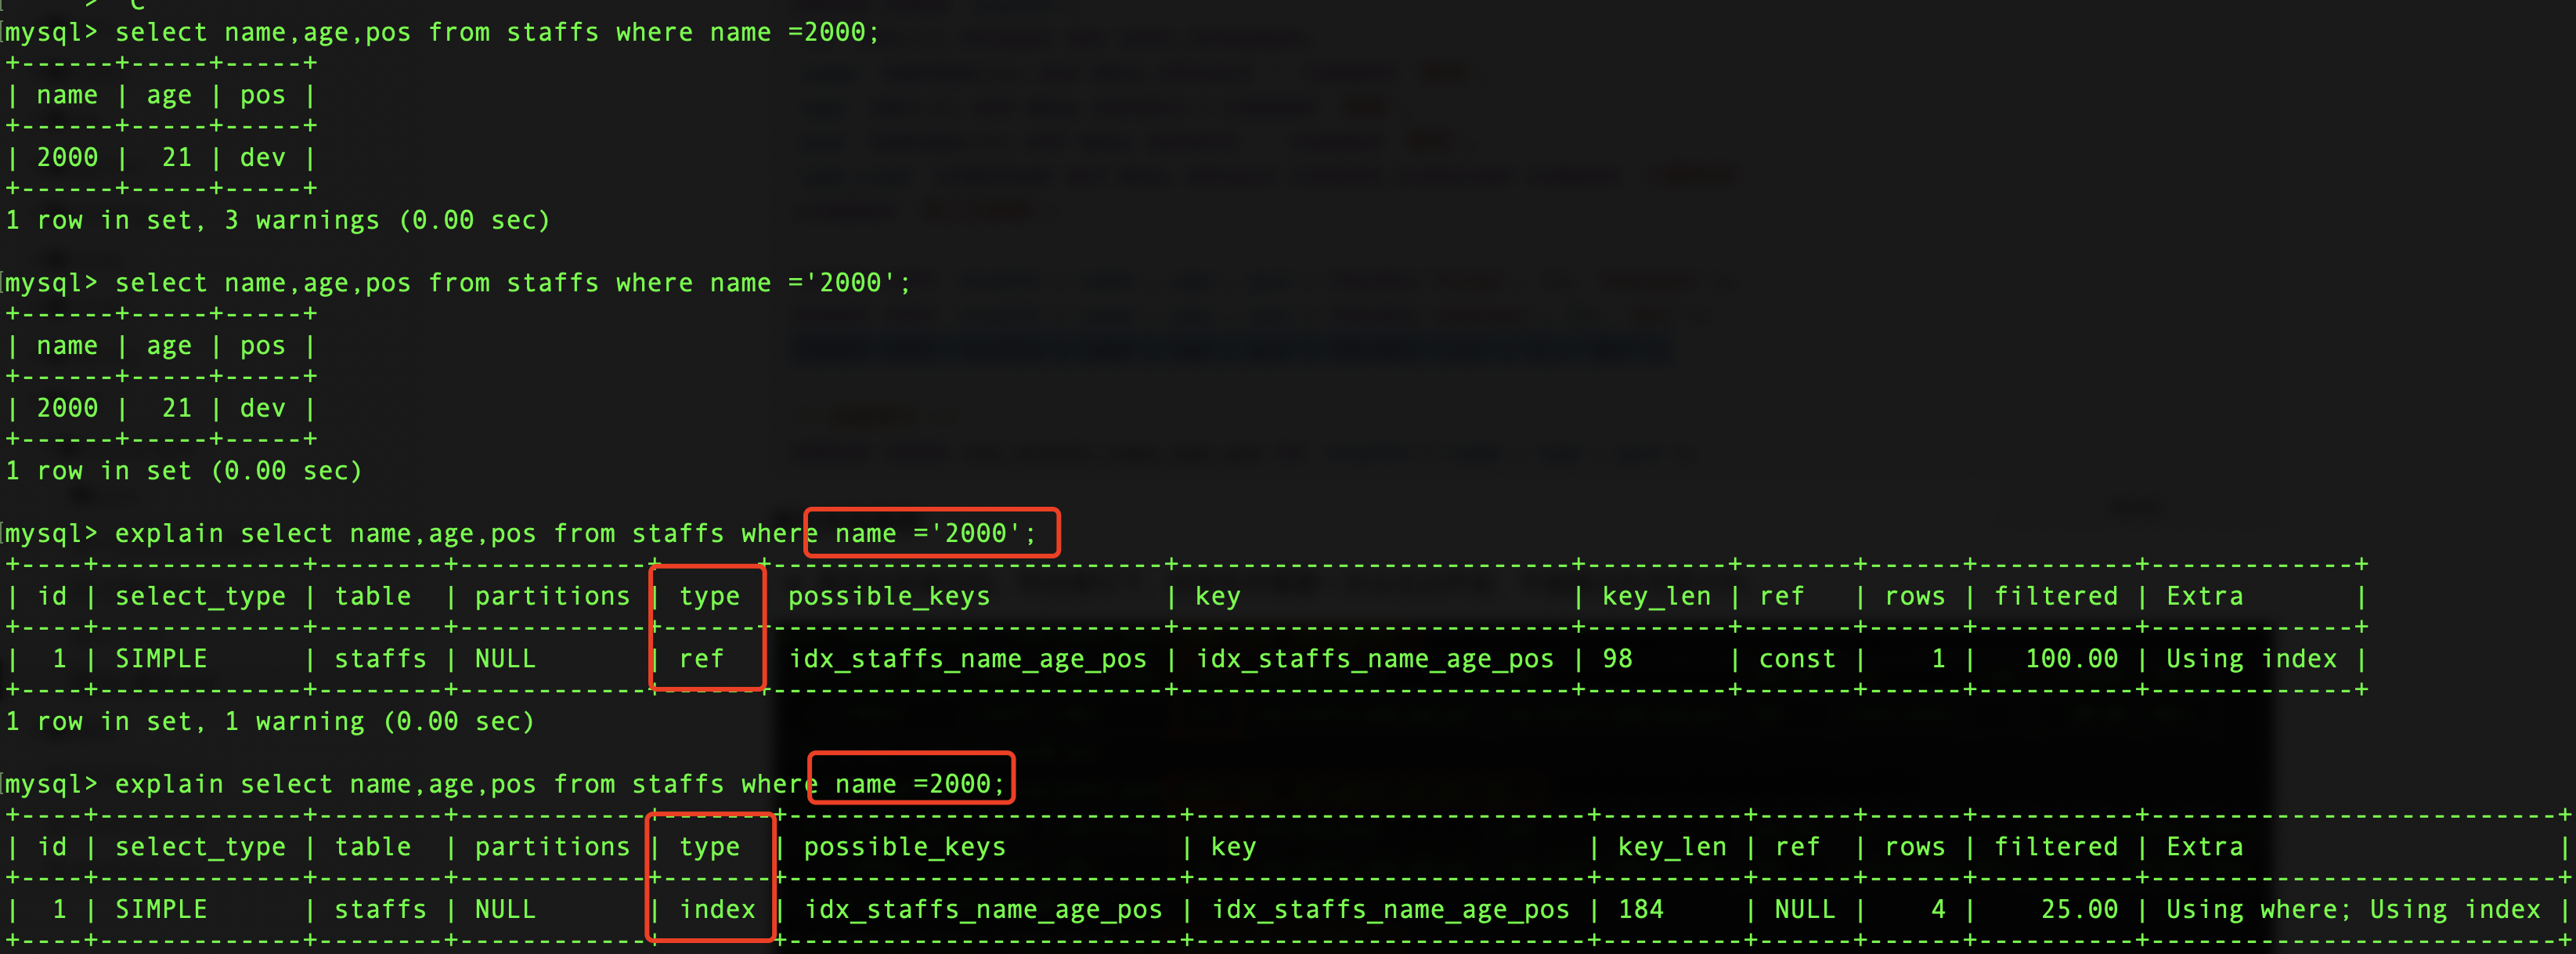 > ^C
mysql> select name,age,pos from staffs where name =2000;
+------+-----+-----+
| name | age | pos |
+------+-----+-----+
| 2000 |  21 | dev |
+------+-----+-----+
1 row in set, 3 warnings (0.00 sec)
mysql> select name,age,pos from staffs where name ='2000';
+------+-----+-----+
| name | age | pos |
+------+-----+-----+
| 2000 |  21 | dev |
+------+-----+-----+
1 row in set (0.00 sec)
mysql> explain select name,age,pos from staffs where name ='2000';
+----+-------------+--------+------------+------+-------------------------+-------------------------+---------+-------+------+----------+-------------+
| id | select_type | table  | partitions | type | possible_keys           | key                     | key_len | ref   | rows | filtered | Extra       |
+----+-------------+--------+------------+------+-------------------------+-------------------------+---------+-------+------+----------+-------------+
|  1 | SIMPLE      | staffs | NULL       | ref  | idx_staffs_name_age_pos | idx_staffs_name_age_pos | 98      | const |    1 |   100.00 | Using index |
+----+-------------+--------+------------+------+-------------------------+-------------------------+---------+-------+------+----------+-------------+
1 row in set, 1 warning (0.00 sec)
mysql> explain select name,age,pos from staffs where name =2000;
+----+-------------+--------+------------+-------+-------------------------+-------------------------+---------+------+------+----------+--------------------------+
| id | select_type | table  | partitions | type  | possible_keys           | key                     | key_len | ref  | rows | filtered | Extra                    |
+----+-------------+--------+------------+-------+-------------------------+-------------------------+---------+------+------+----------+--------------------------+
|  1 | SIMPLE      | staffs | NULL       | index | idx_staffs_name_age_pos | idx_staffs_name_age_pos | 184     | NULL |    4 |    25.00 | Using where; Using index |
+----+-------------+--------+------------+-------+-------------------------+-------------------------+---------+------+------+----------+--------------------------+